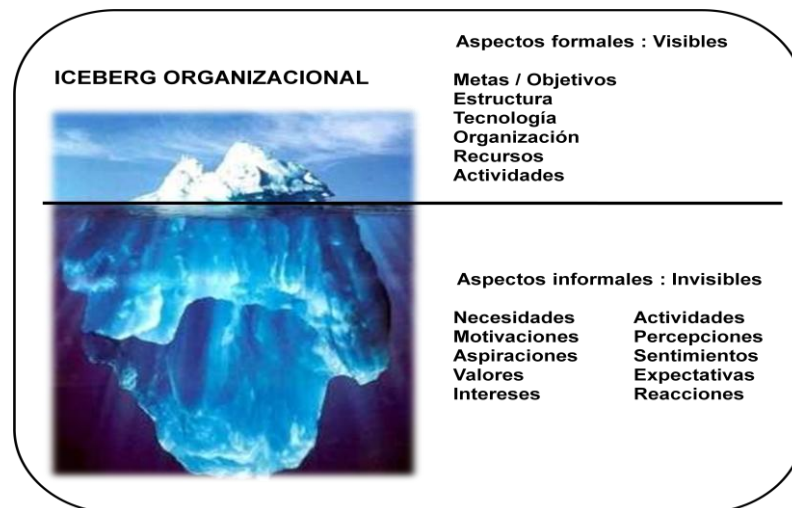 ICEBERG ORGANIZACIONAL
Aspectos formales : Visibles
Metas / Objetivos
Estructura
Tecnología
Organización
Recursos
Actividades
Aspectos informales : Invisibles
Necesidades
Motivaciones
Aspiraciones
Valores
Intereses
Actividades
Percepciones
Sentimientos
Expectativas
Reacciones